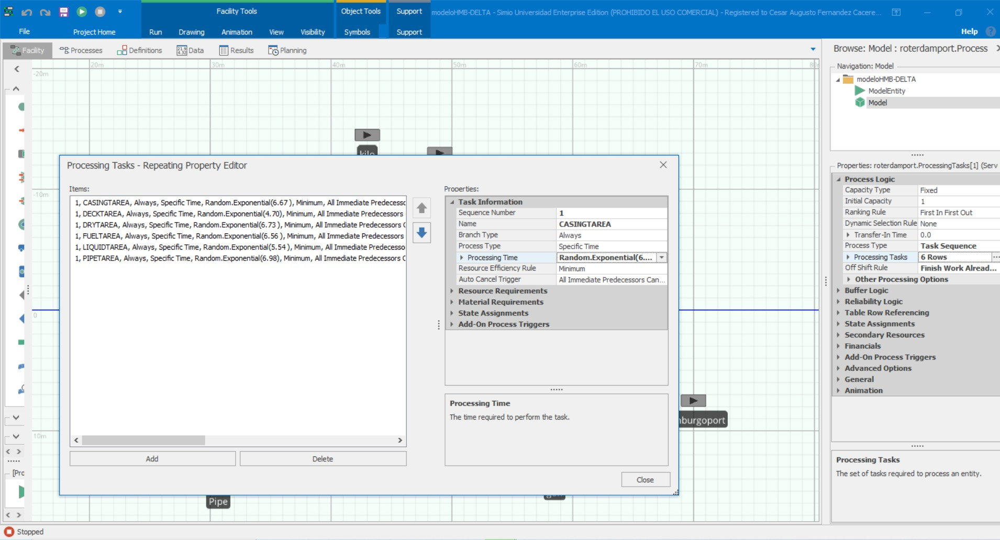 Facility Tools
Object Tools
Support
modeloHMB-DELTA - Simio Universidad Enterprise Edition (PROHIBIDO EL USO COMERCIAL) - Registered to Cesar Augusto Fernandez Cacere...
File
Project Home
Run
Drawing
Animation
View
Visibility
Symbols
Support
Help
?
Facility
Processes
Definitions
Data
Results
Planning
Browse: Model : roterdamport.Process
20m
30m
40m
50m
60m
70m
80m
-20m
-10m
0
10m
Navigation: Model
modeloHMB-DELTA
ModelEntity
Model
kilo
Processing Tasks - Repeating Property Editor
Items:
1, CASINGTAREA, Always, Specific Time, Random.Exponential(6.67 ), Minimum, All Immediate Predecessc
1, DECKTAREA, Always, Specific Time, Random.Exponential(4.70), Minimum, All Immediate Predecessors
1, DRYTAREA, Always, Specific Time, Random.Exponential(6.73 ), Minimum, All Immediate Predecessors C
1, FUELTAREA, Always, Specific Time, Random.Exponential(6.56 ), Minimum, All Immediate Predecessors
1, LIQUIDTAREA, Always, Specific Time, Random.Exponential(5.54 ), Minimum, All Immediate Predecesso
1, PIPETAREA, Always, Specific Time, Random.Exponential(6.98), Minimum, All Immediate Predecessors C
Add
Delete
Properties:
Task Information
Sequence Number 1
Name CASINGTAREA
Branch Type Always
Process Type Specific Time
Processing Time Random.Exponential(6....
Resource Efficiency Rule Minimum
Auto Cancel Trigger All Immediate Predecessors Can...
Resource Requirements
Material Requirements
State Assignments
Add-On Process Triggers
Processing Time
The time required to perform the task.
Close
nburgoport
Pipe
Properties: roterdamport.ProcessingTasks[1] (Serv
Process Logic
Capacity Type Fixed
Initial Capacity 1
Ranking Rule First In First Out
Dynamic Selection Rule None
Transfer-In Time 0.0
Process Type Task Sequence
Processing Tasks 6 Rows ...
Off Shift Rule Finish Work Alread...
Other Processing Options
Buffer Logic
Reliability Logic
Table Row Referencing
State Assignments
Secondary Resources
Financials
Add-On Process Triggers
Advanced Options
General
Animation
Processing Tasks
The set of tasks required to process an entity.
[Pro
Stopped